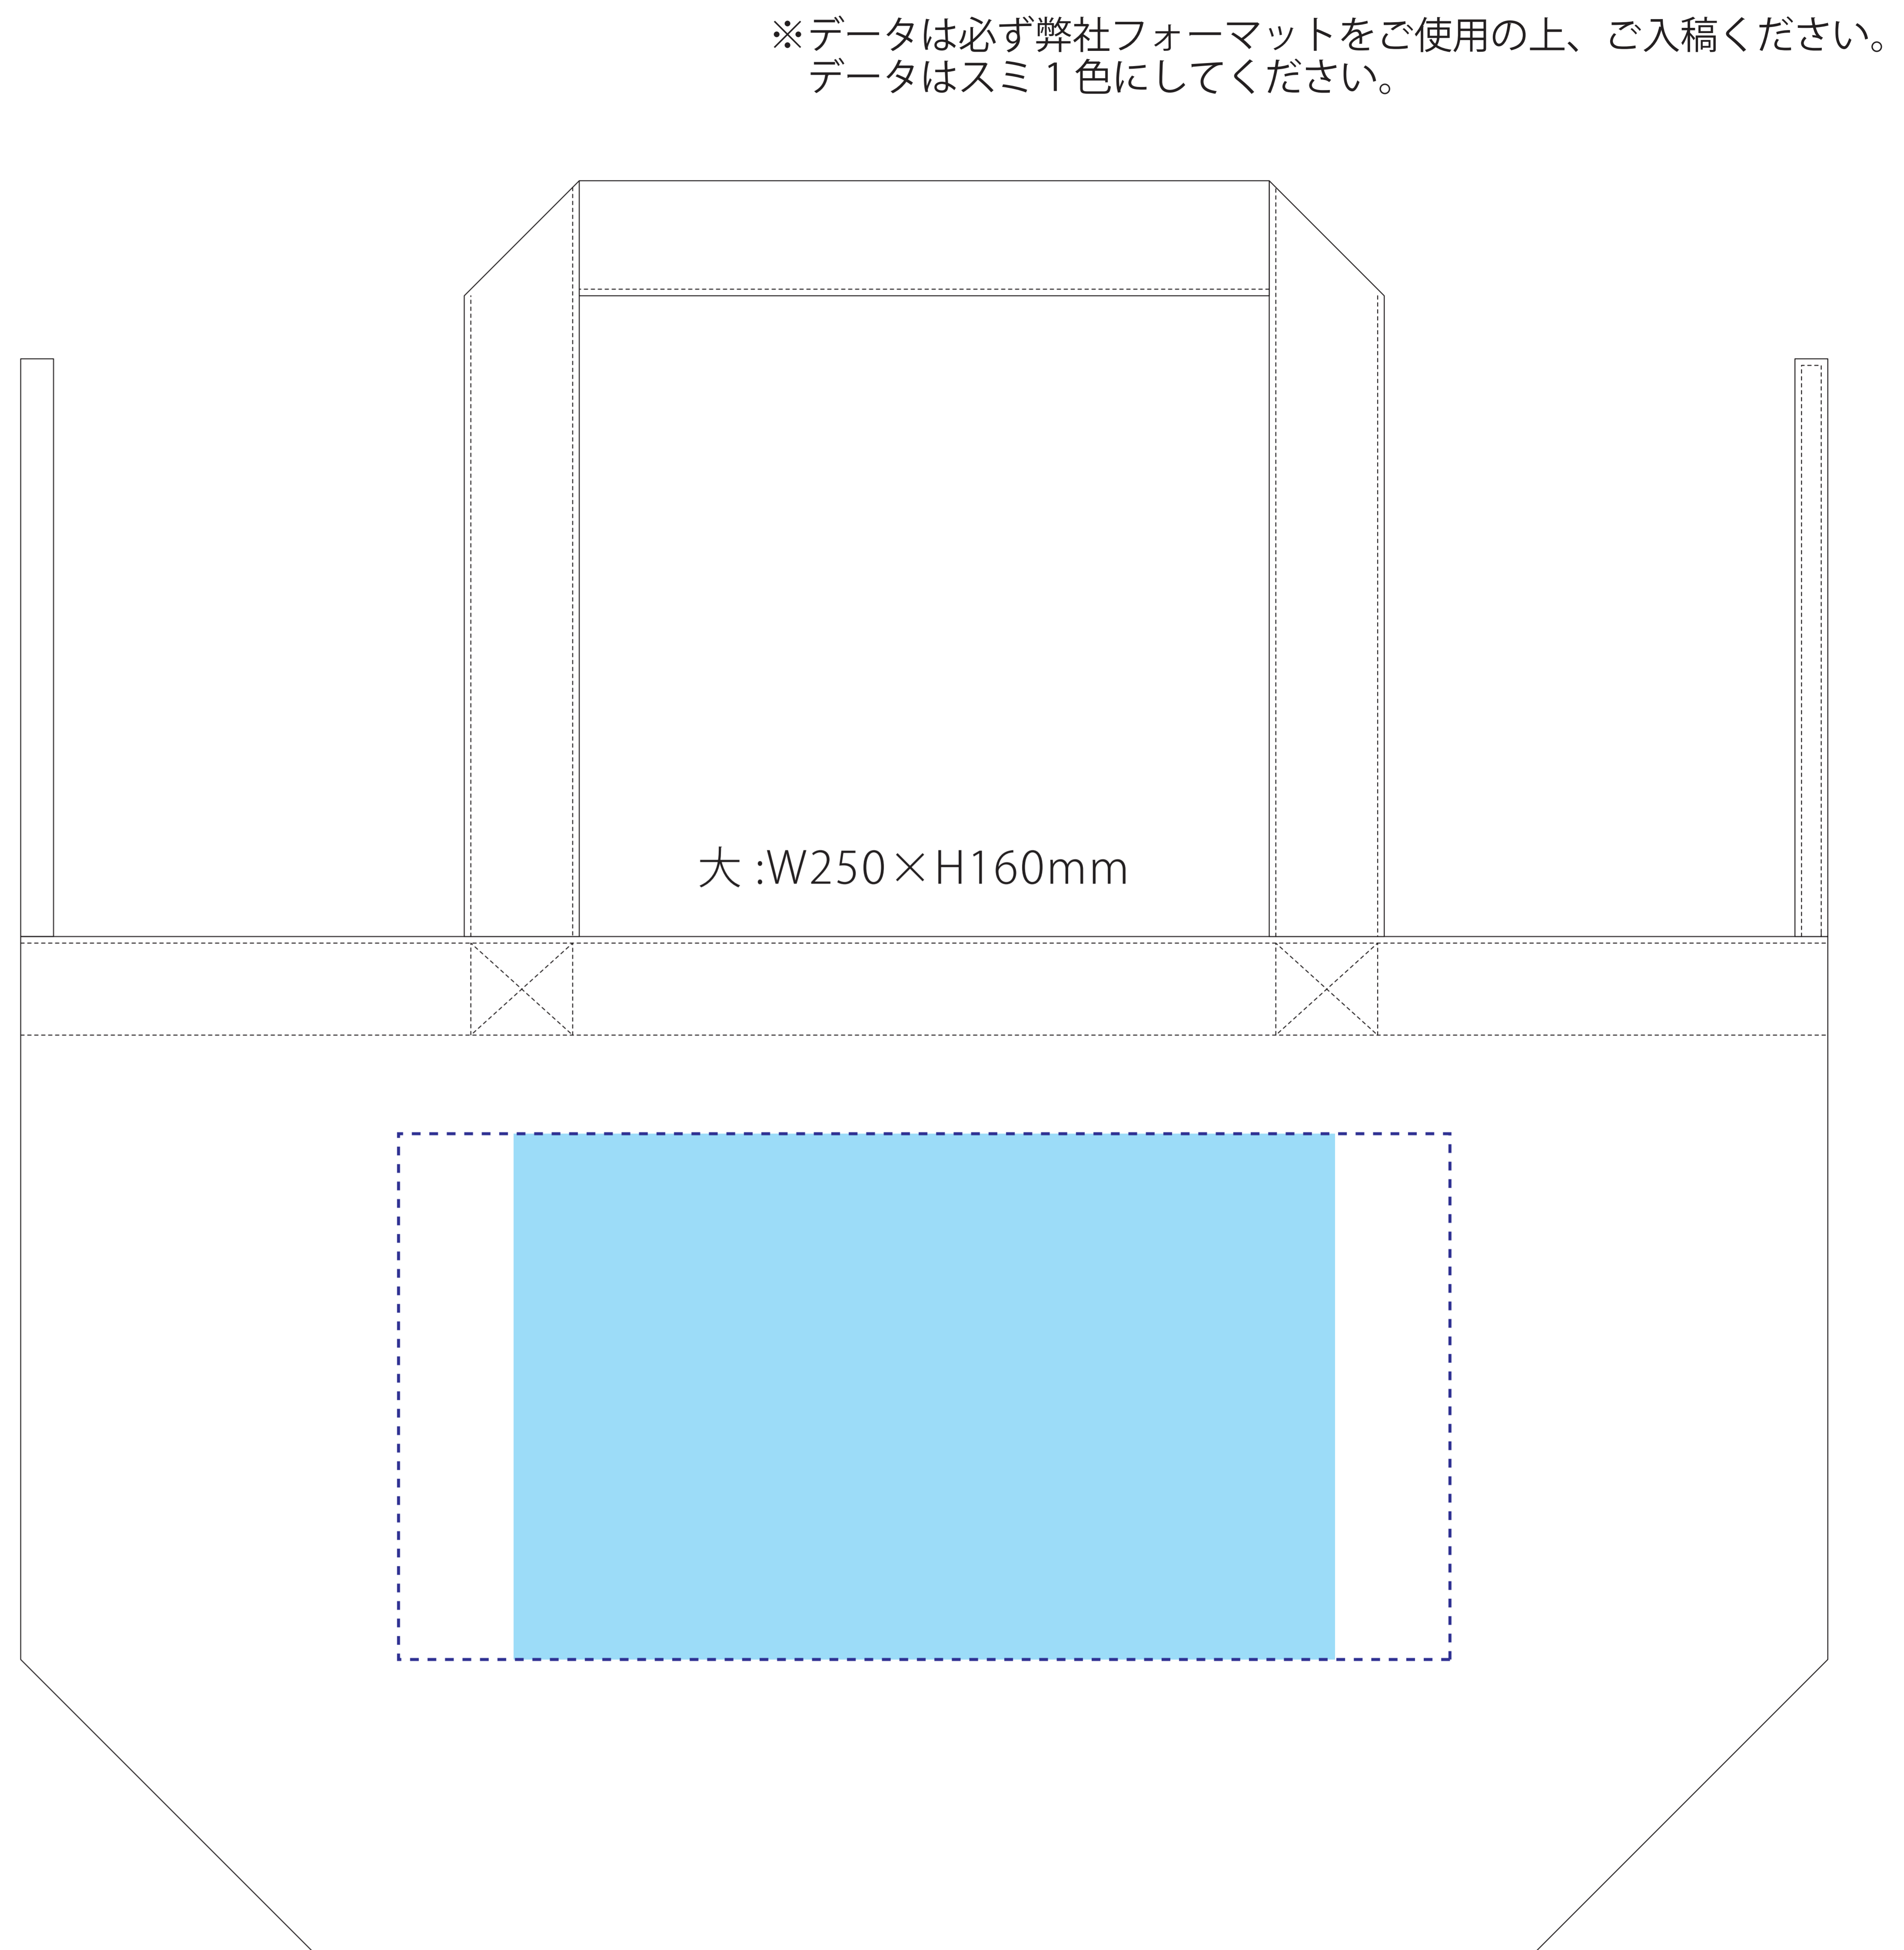 ※データは必ず弊社フォーマットをご使用の上、ご入稿ください。
データはスミ１色にしてください。
大 :W250×H160mm